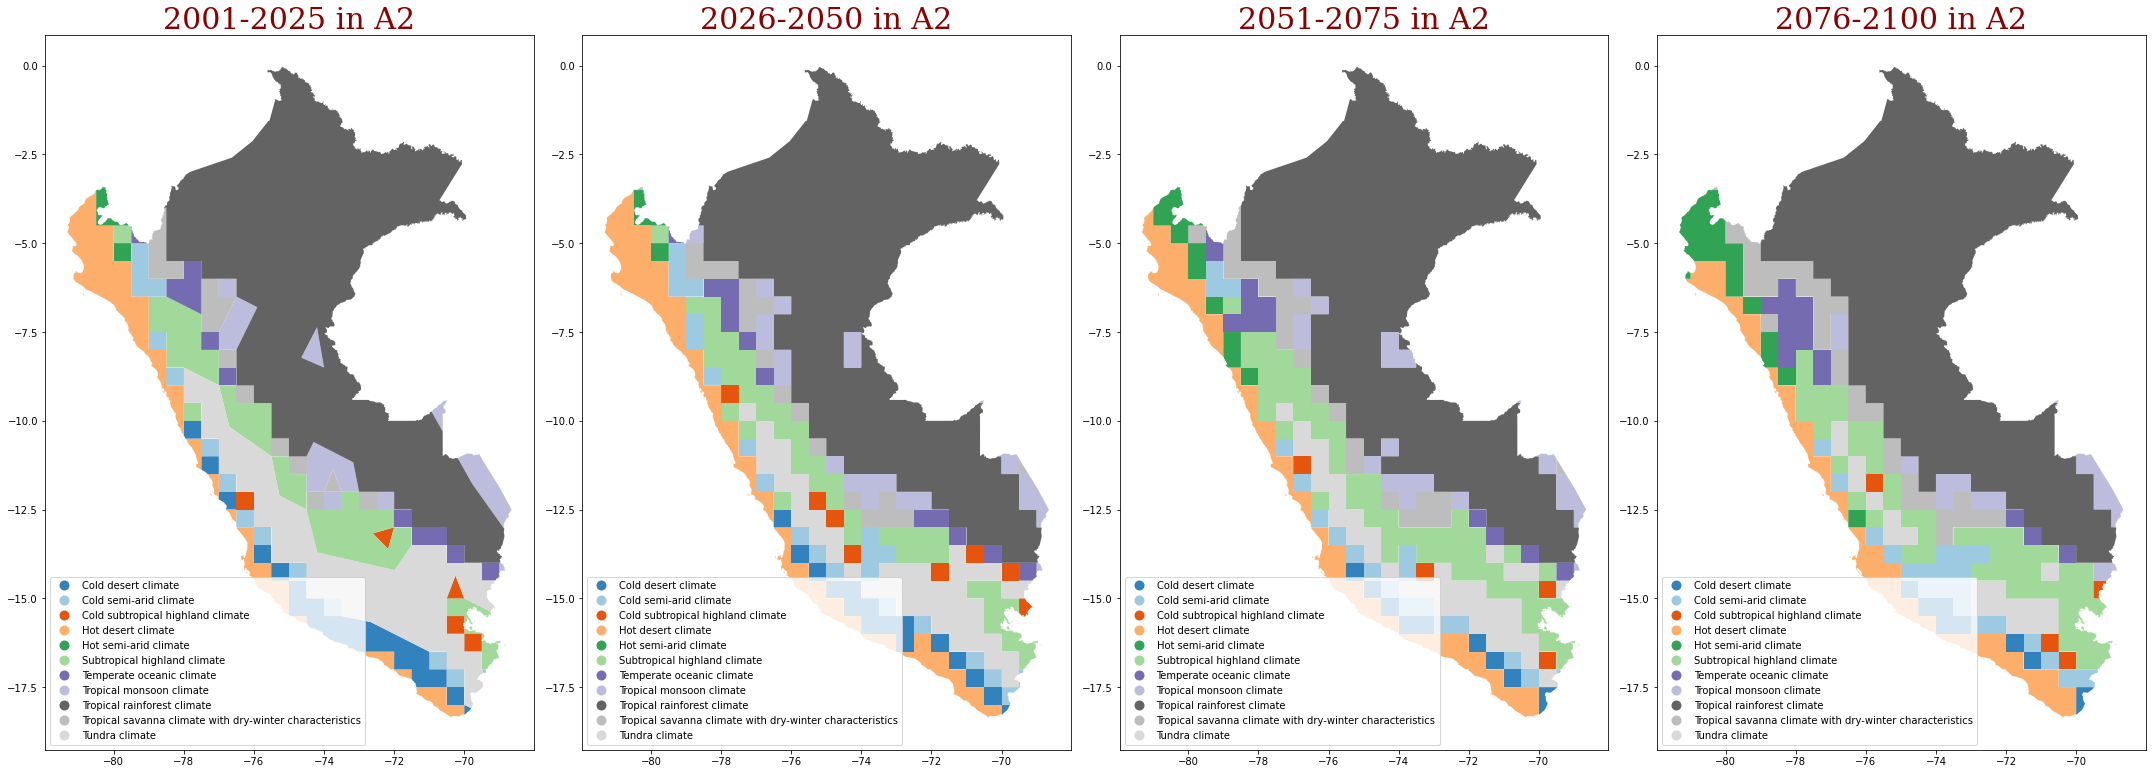 2001-2025 in A2
0.0
−2.5
−5.0
−7.5
−10.0
−12.5
−15.0
−17.5
Cold desert climate
Cold semi-arid climate
Cold subtropical highland climate
Hot desert climate
Hot semi-arid climate
Subtropical highland climate
Temperate oceanic climate
Tropical monsoon climate
Tropical rainforest climate
Tropical savanna climate with dry-winter characteristics
Tundra climate
−80 −78 −76 −74 −72 −70
2026-2050 in A2
0.0
−2.5
−5.0
−7.5
−10.0
−12.5
−15.0
−17.5
Cold desert climate
Cold semi-arid climate
Cold subtropical highland climate
Hot desert climate
Hot semi-arid climate
Subtropical highland climate
Temperate oceanic climate
Tropical monsoon climate
Tropical rainforest climate
Tropical savanna climate with dry-winter characteristics
Tundra climate
−80 −78 −76 −74 −72 −70
2051-2075 in A2
0.0
−2.5
−5.0
−7.5
−10.0
−12.5
−15.0
−17.5
Cold desert climate
Cold semi-arid climate
Cold subtropical highland climate
Hot desert climate
Hot semi-arid climate
Subtropical highland climate
Temperate oceanic climate
Tropical monsoon climate
Tropical rainforest climate
Tropical savanna climate with dry-winter characteristics
Tundra climate
−80 −78 −76 −74 −72 −70
2076-2100 in A2
0.0
−2.5
−5.0
−7.5
−10.0
−12.5
−15.0
−17.5
Cold desert climate
Cold semi-arid climate
Cold subtropical highland climate
Hot desert climate
Hot semi-arid climate
Subtropical highland climate
Temperate oceanic climate
Tropical monsoon climate
Tropical rainforest climate
Tropical savanna climate with dry-winter characteristics
Tundra climate
−80 −78 −76 −74 −72 −70